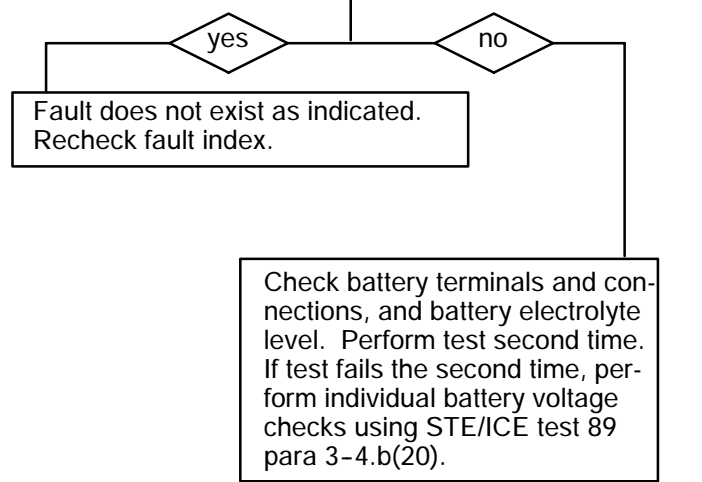 yes
no
Fault does not exist as indicated.
Recheck fault index.
Check battery terminals and con-
nections, and battery electrolyte
level.  Perform test second time.
If test fails the second time, per-
form individual battery voltage
checks using STE/ICE test 89
para 3-4.b(20).